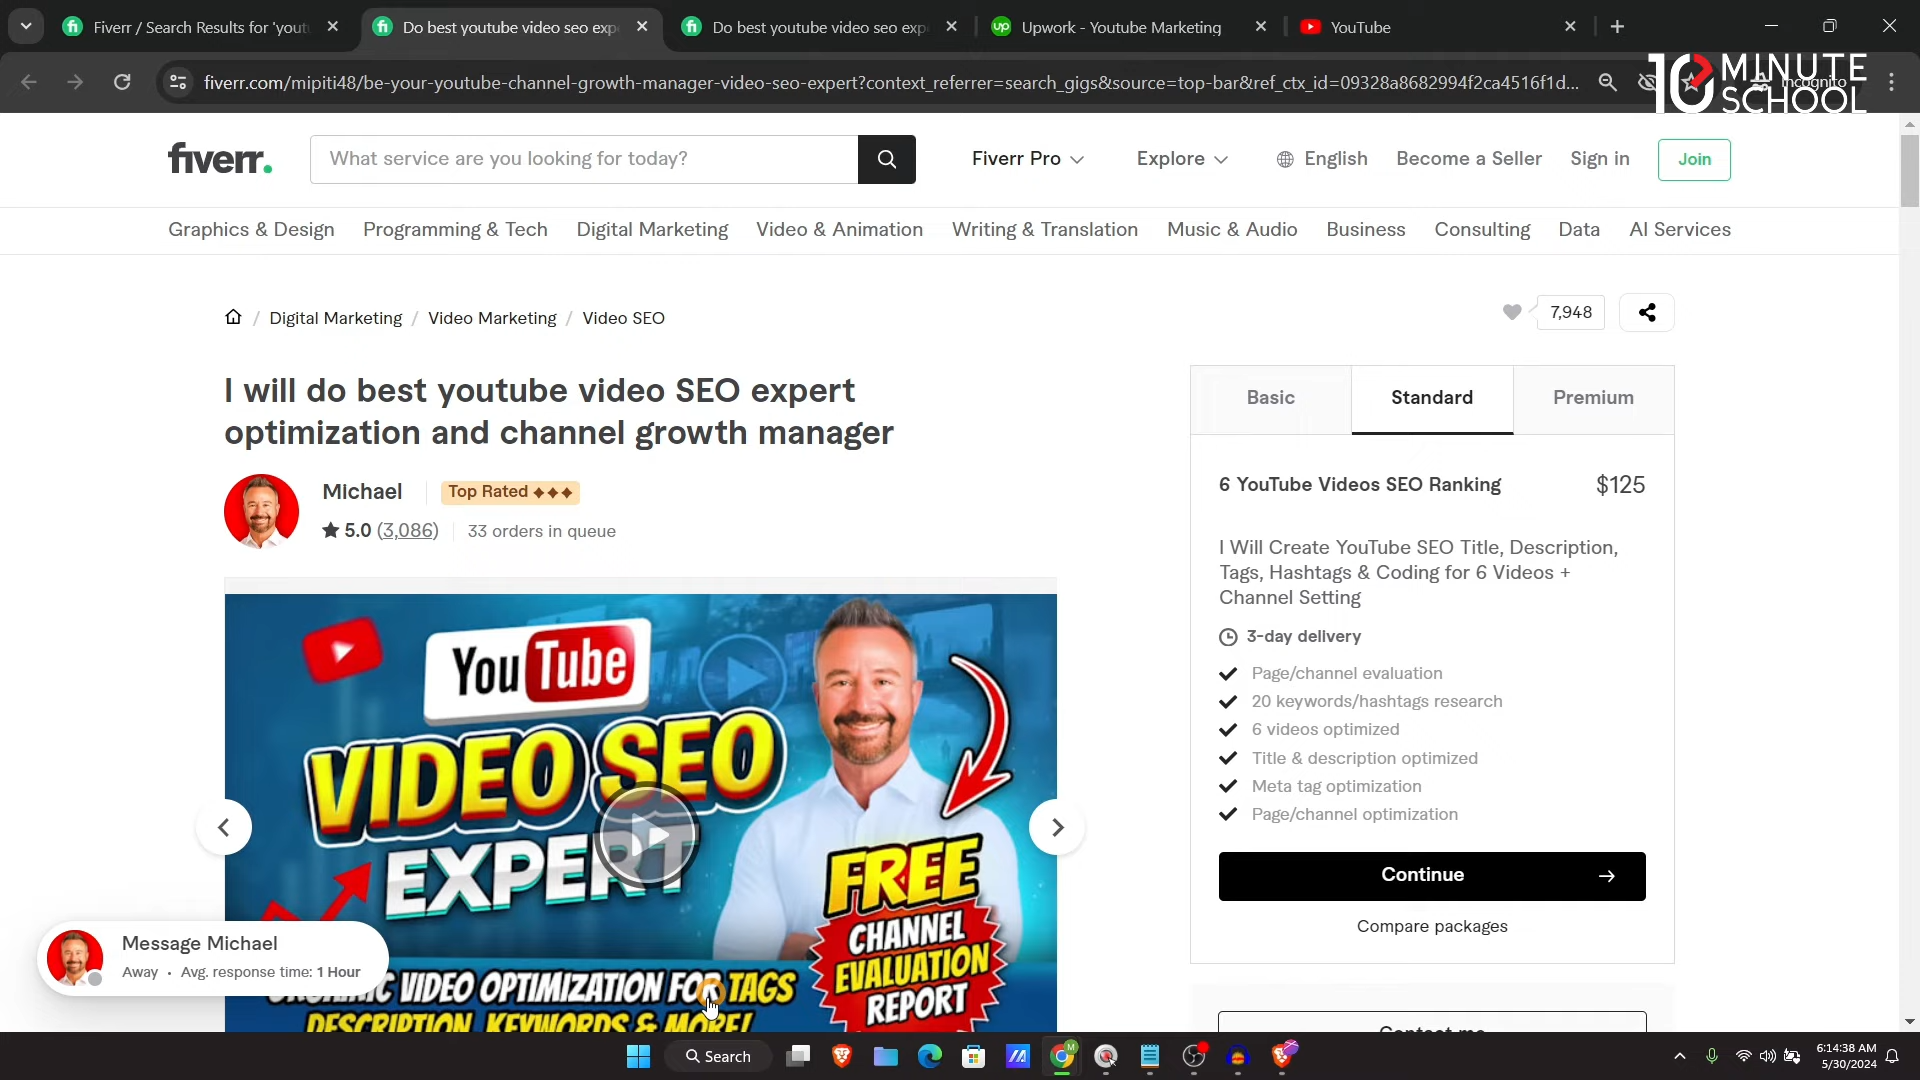 Fiverr / Search Results for 'yout
Do best youtube video seo exp
Do best youtube video seo exp
Upwork - Youtube Marketing
YouTube
fiverr.com/mipiti48/be-your-youtube-channel-growth-manager-video-seo-expert?context_referrer=search_gigs&source=top-bar&ref_ctx_id=09328a8682994f2ca4516f1d...
Incognito
10 MINUTE
SCHOOL
fiverr.
What service are you looking for today?
Fiverr Pro
Explore
English
Become a Seller
Sign in
Join
Graphics & Design
Programming & Tech
Digital Marketing
Video & Animation
Writing & Translation
Music & Audio
Business
Consulting
Data
AI Services
/ Digital Marketing / Video Marketing / Video SEO
7,948
I will do best youtube video SEO expert
optimization and channel growth manager
Michael
Top Rated
5.0 (3,086)
33 orders in queue
YouTube
VIDEO SEO
EXPERT
FREE
CHANNEL
EVALUATION
REPORT
ORGANIC VIDEO OPTIMIZATION FOR TAGS
DESCRIPTION, KEYWORDS & MORE!
Message Michael
Away • Avg. response time: 1 Hour
Basic
Standard
Premium
6 YouTube Videos SEO Ranking
$125
I Will Create YouTube SEO Title, Description,
Tags, Hashtags & Coding for 6 Videos +
Channel Setting
3-day delivery
Page/channel evaluation
20 keywords/hashtags research
6 videos optimized
Title & description optimized
Meta tag optimization
Page/channel optimization
Continue
Compare packages
Contact me
Search
6:14:38 AM
5/30/2024